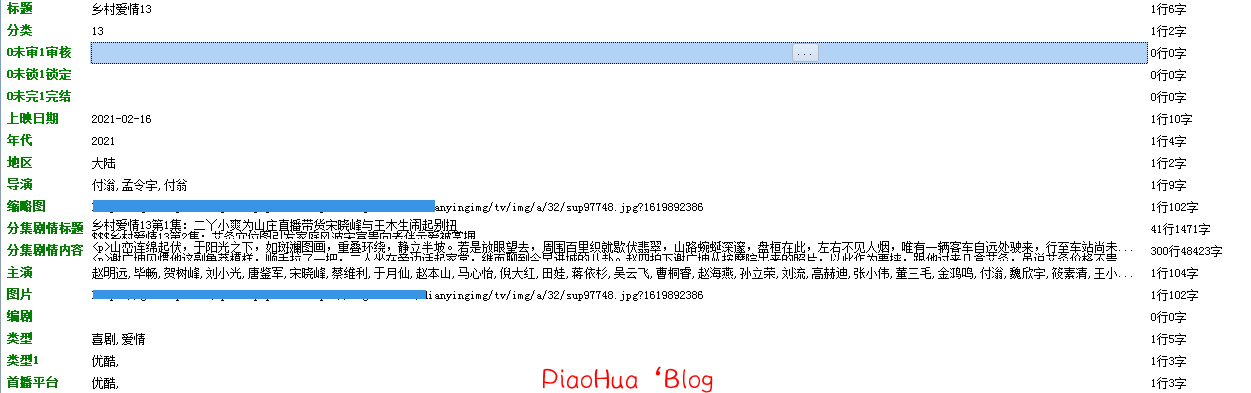 标题 乡村爱情13 1行6字
分类 13 1行2字
0未审1审核 ... 0行0字
0未锁1锁定 0行0字
0未完1完结 0行0字
上映日期 2021-02-16 1行10字
年代 2021 1行4字
地区 大陆 1行2字
导演 付滃,孟令宇,付翁 1行9字
缩略图 anyingimg/tv/img/a/32/sup97748.jpg?1619892386 1行102字
分集剧情标题 乡村爱情13第1集：二丫小爽为山庄直播带货宋晓峰与王木生闹起别扭 41行1471字
分集剧情内容 <p>山峦连绵起伏，于阳光之下，如斑斓图画，重叠环绕，静立半坡。若是放眼望去，周围百里织就歇伏翡翠，山路蜿蜒深邃，盘桓在此，左右不见人烟，唯有一辆客车自远处驶来，行至车站尚未... 300行48423字
主演 赵明远,毕畅,贺树峰,刘小光,唐鉴军,宋晓峰,蔡维利,于月仙,赵本山,马心怡,倪大红,田娃,蒋依杉,吴云飞,曹桐睿,赵海燕,孙立荣,刘流,高赫迪,张小伟,董三毛,金鸿鸣,付滃,魏欣宇,筱素清,王小... 1行104字
图片 lianyingimg/tv/img/a/32/sup97748.jpg?1619892386 1行102字
编剧 0行0字
类型 喜剧,爱情 1行5字
类型1 优酷, 1行3字
首播平台 优酷, 1行3字
PiaoHua ‘Blog